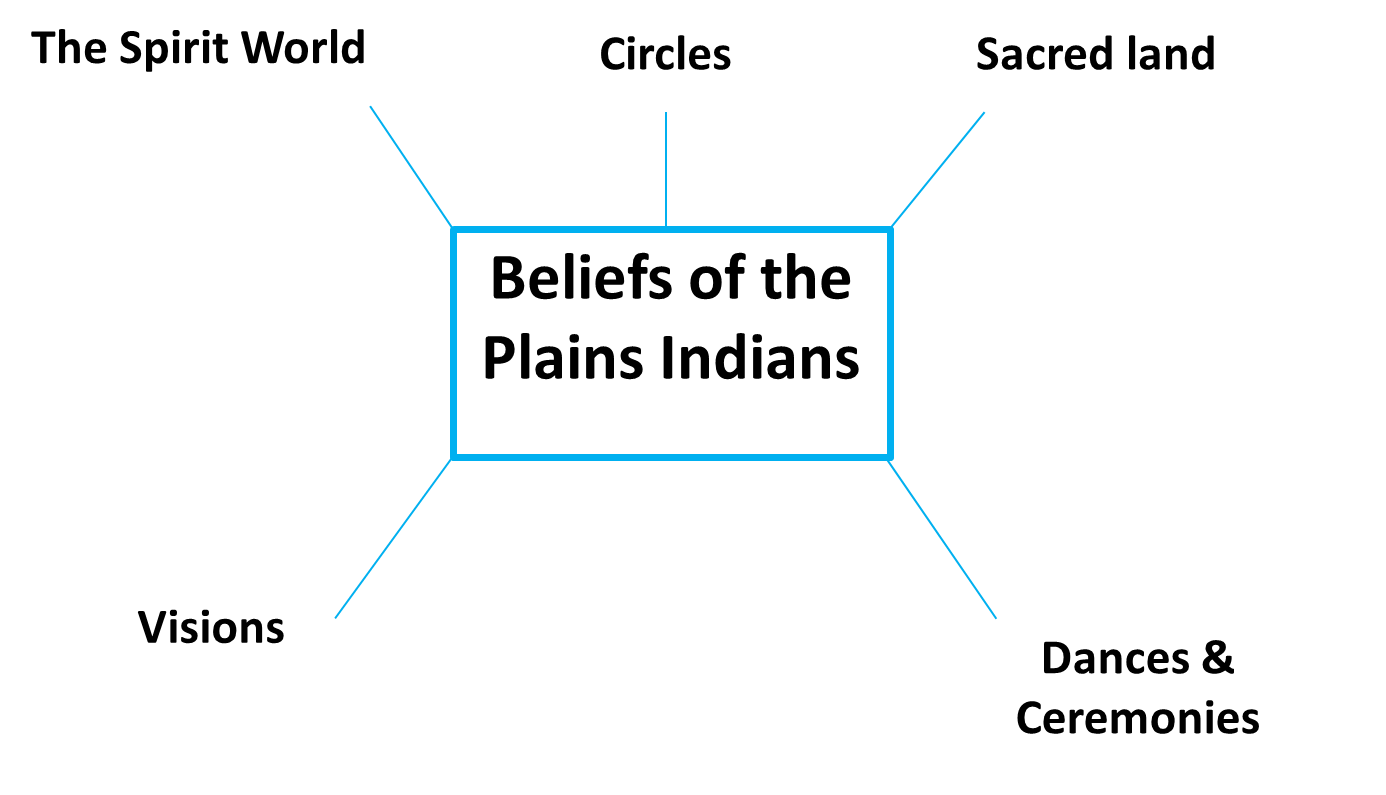 The Spirit World
Circles
Sacred land
Beliefs of the
Plains Indians
Visions
Dances &
Ceremonies